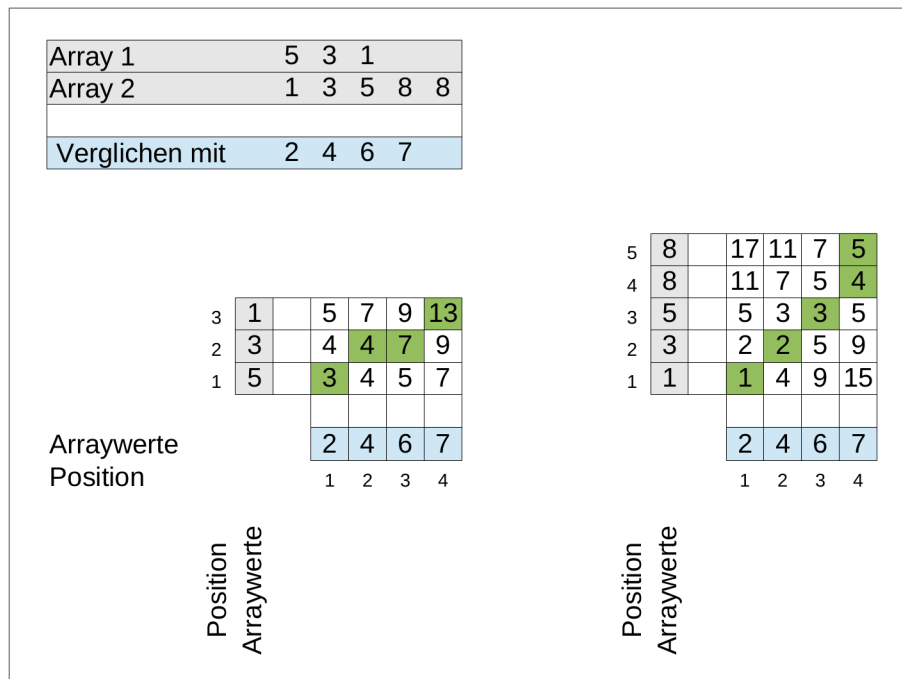 Array 1 5 3 1
Array 2 1 3 5 8 8
Verglichen mit 2 4 6 7
3 1 5 7 9 13
2 3 4 4 7 9
1 5 3 4 5 7
Arraywerte 2 4 6 7
Position 1 2 3 4
Position
Arraywerte
5 8 17 11 7 5
4 8 11 7 5 4
3 5 5 3 3 5
2 3 2 2 5 9
1 1 1 4 9 15
2 4 6 7
1 2 3 4
Position
Arraywerte